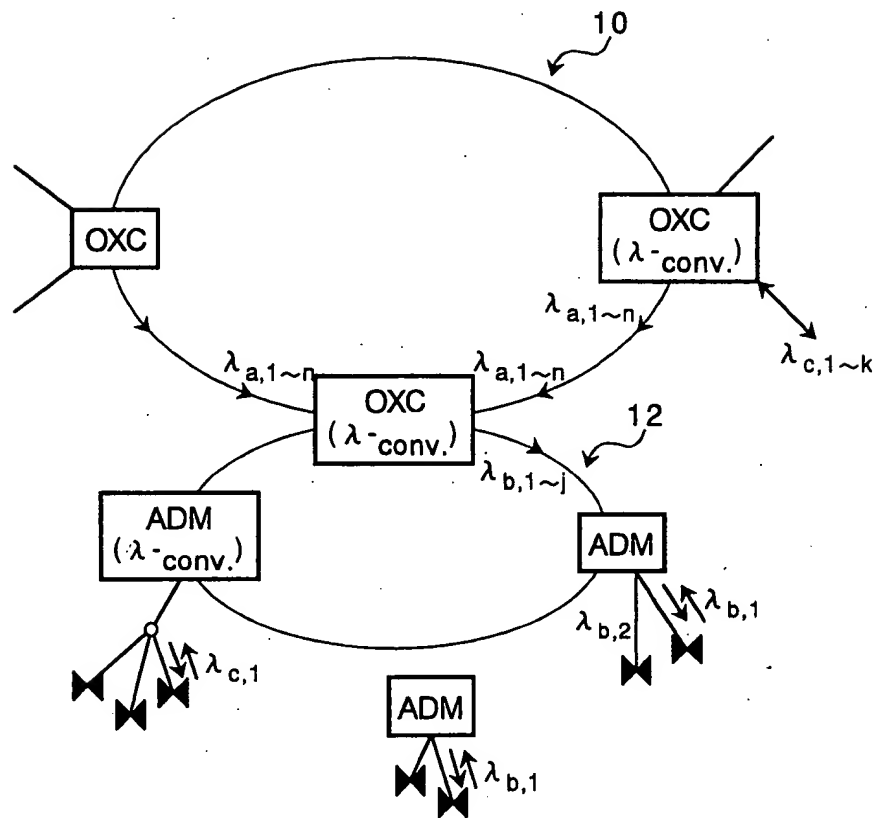 10
OXC
OXC
(λ-conv.)
λa,1~n
λc,1~k
λa,1~n
λa,1~n
OXC
(λ-conv.)
12
λb,1~j
ADM
(λ-conv.)
ADM
λb,2
λb,1
λc,1
ADM
λb,1